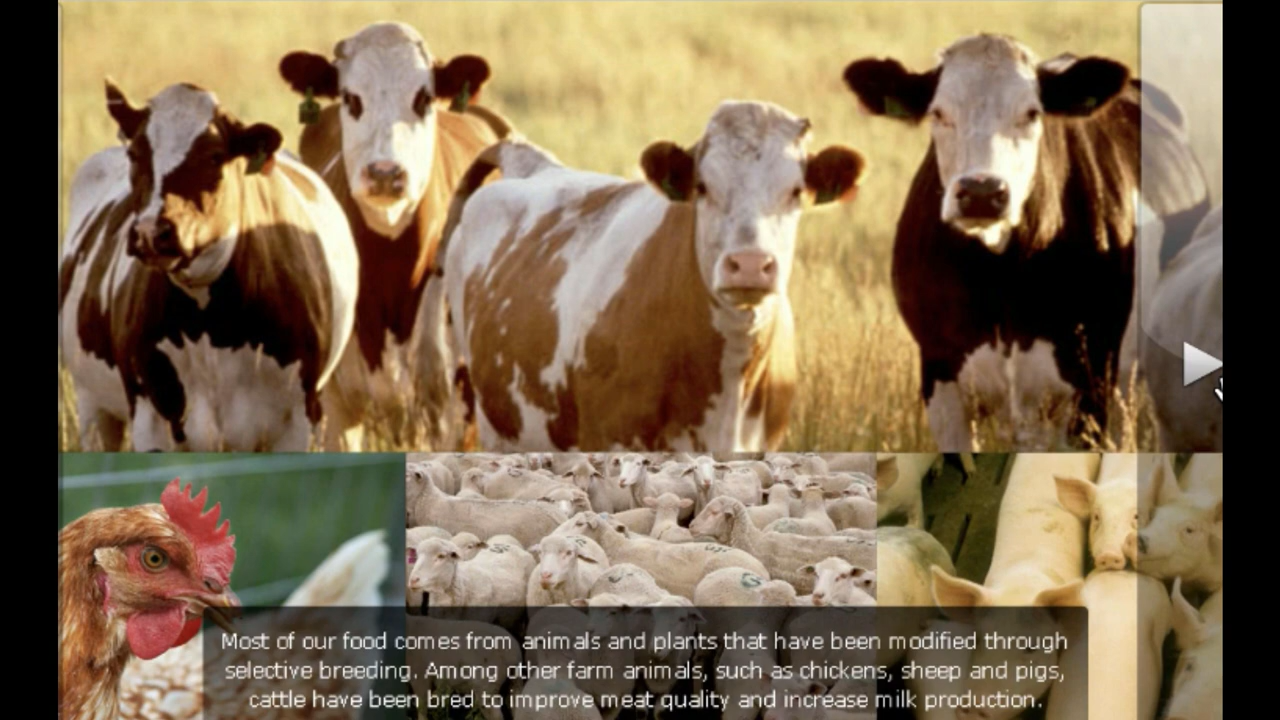 Most of our food comes from animals and plants that have been modified through
selective breeding. Among other farm animals, such as chickens, sheep and pigs,
cattle have been bred to improve meat quality and increase milk production.